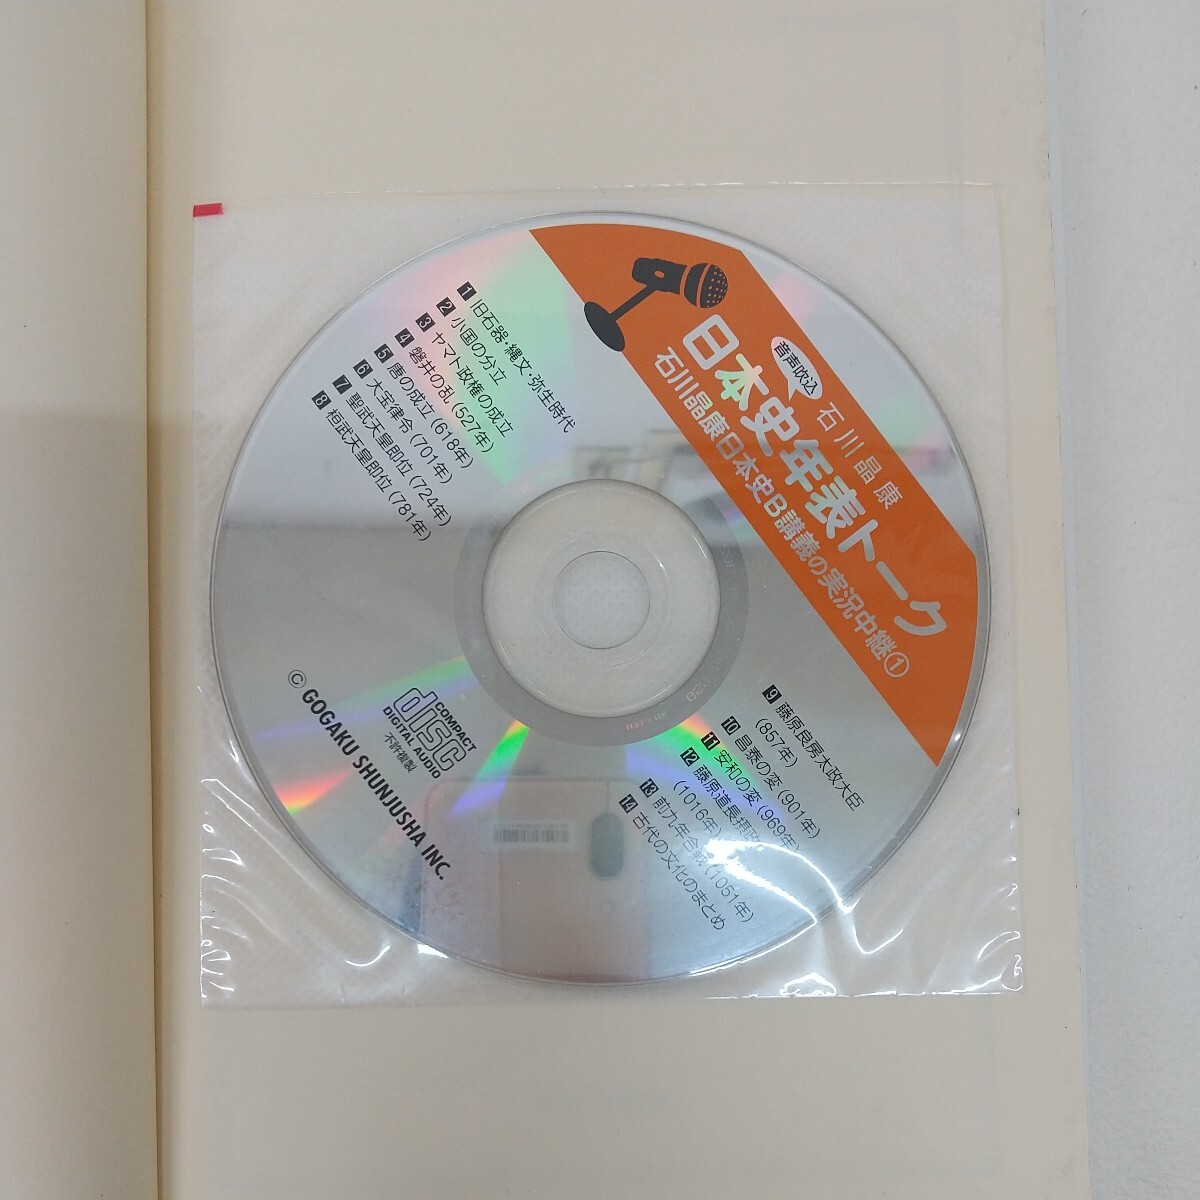 音声吹込
石川晶康
日本史年表トーク
石川晶康日本史B講義の実況中継①
1 旧石器・縄文・弥生時代
2 小国の分立
3 ヤマト政権の成立
4 磐井の乱 (527年)
5 唐の成立 (618年)
6 大宝律令 (701年)
7 聖武天皇即位 (724年)
8 桓武天皇即位 (781年)
9 藤原良房太政大臣
(857年)
10 昌泰の変 (901年)
11 安和の変 (969年)
12 藤原道長摂政
(1016年)
13 前九年合戦 (1051年)
14 古代の文化のまとめ
COMPACT
disc
DIGITAL AUDIO
不許複製
© GOGAKU SHUNJUSHA INC.